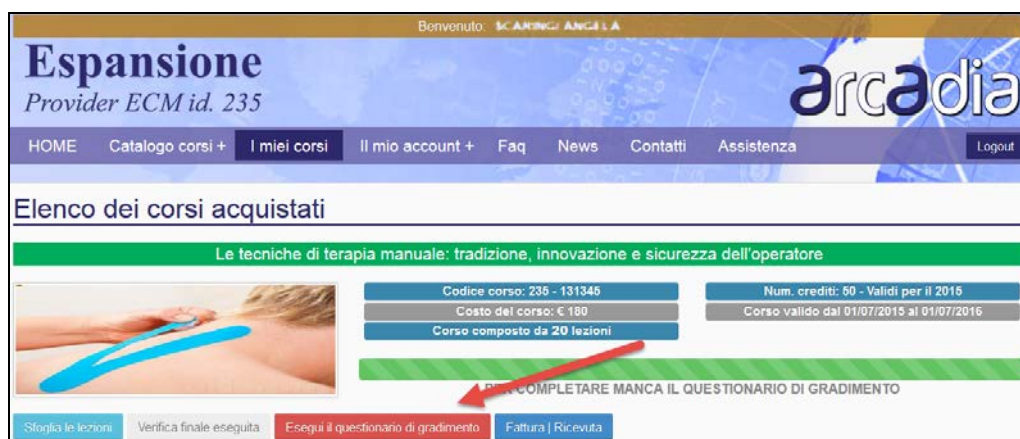 Benvenuto: SCARINGI ANGELA
Espansione
Provider ECM id. 235
arcadia
HOME Catalogo corsi + I miei corsi Il mio account + Faq News Contatti Assistenza Logout
Elenco dei corsi acquistati
Le tecniche di terapia manuale: tradizione, innovazione e sicurezza dell'operatore
Codice corso: 235 - 131345 Num. crediti: 50 - Validi per il 2015
Costo del corso: € 180 Corso valido dal 01/07/2015 al 01/07/2016
Corso composto da 20 lezioni
PER COMPLETARE MANCA IL QUESTIONARIO DI GRADIMENTO
Sfoglia le lezioni Verifica finale eseguita Esegui il questionario di gradimento Fattura | Ricevuta